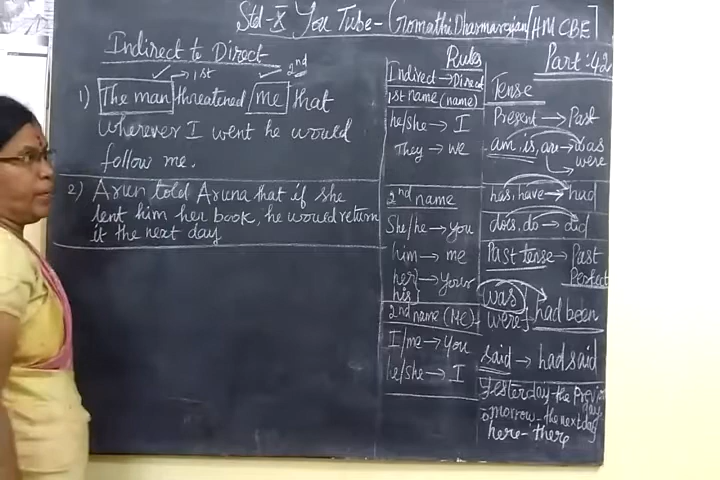 Std-X You Tube - Gomathi Dharmarajan [HM CBE]
Indirect to Direct
1st
2nd
1) The man threatened me that
wherever I went he would
follow me.
2) Arun told Aruna that if she
lent him her book, he would return
it the next day
Rules
Indirect → Direct
1st name (name)
he/she → I
They → we
2nd name
She/he → you
him → me
her → your
his
2nd name (Me)
I/me → you
he/she → I
Part: 42
Tense
Present → Past
am, is, are → was
were
has, have → had
does, do → did
Past tense → Past
Perfect
was
were - had been
said → had said
Yesterday - the Previous
day
tomorrow - the next day
here - there